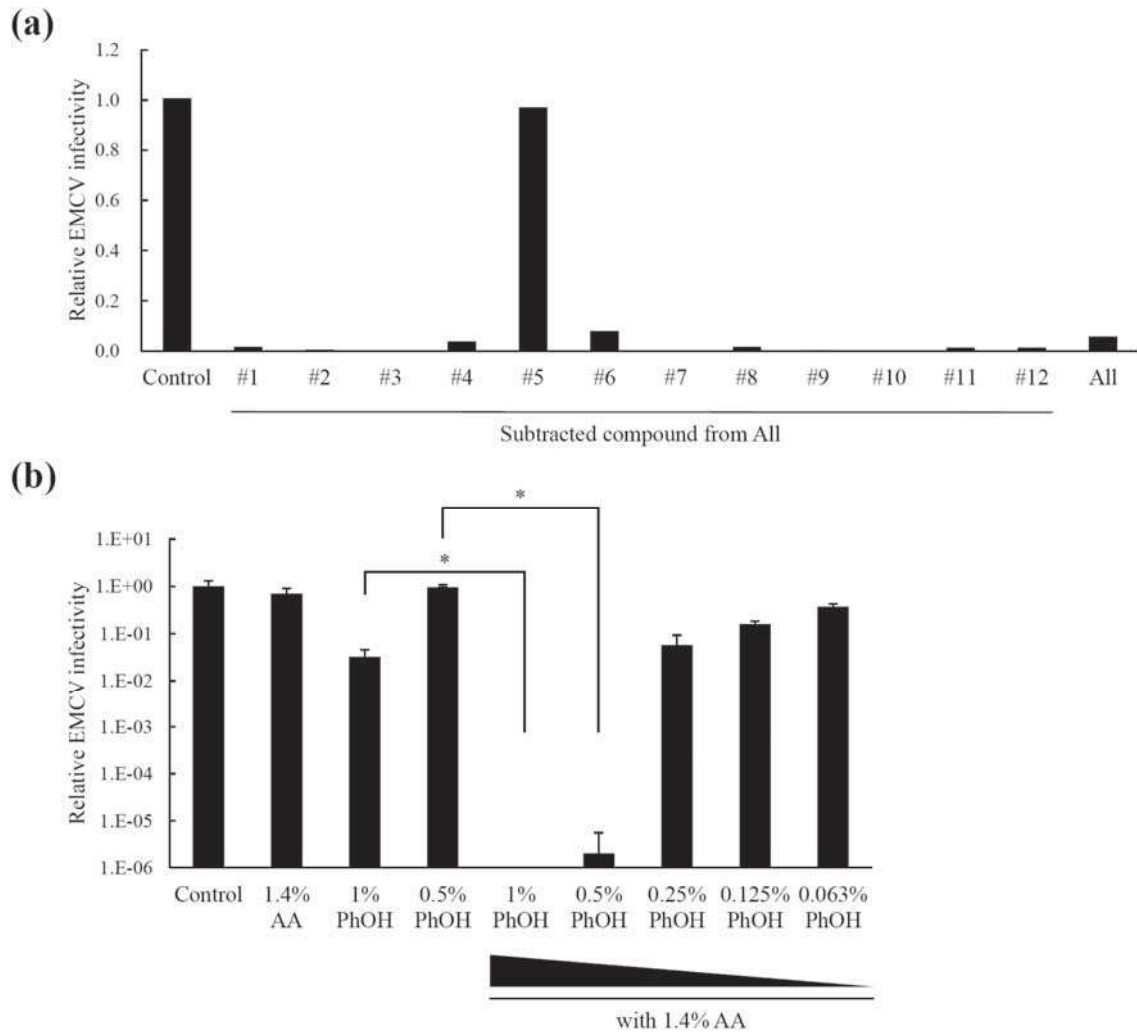 (a)
Relative EMCV infectivity
1.2
1.0
0.8
0.6
0.4
0.2
0.0
Control #1 #2 #3 #4 #5 #6 #7 #8 #9 #10 #11 #12 All
Subtracted compound from All
(b)
Relative EMCV infectivity
* 
*
1.E+01
1.E+00
1.E-01
1.E-02
1.E-03
1.E-04
1.E-05
1.E-06
Control 1.4% 1% 0.5% 1% 0.5% 0.25% 0.125% 0.063%
AA PhOH PhOH PhOH PhOH PhOH PhOH PhOH
with 1.4% AA